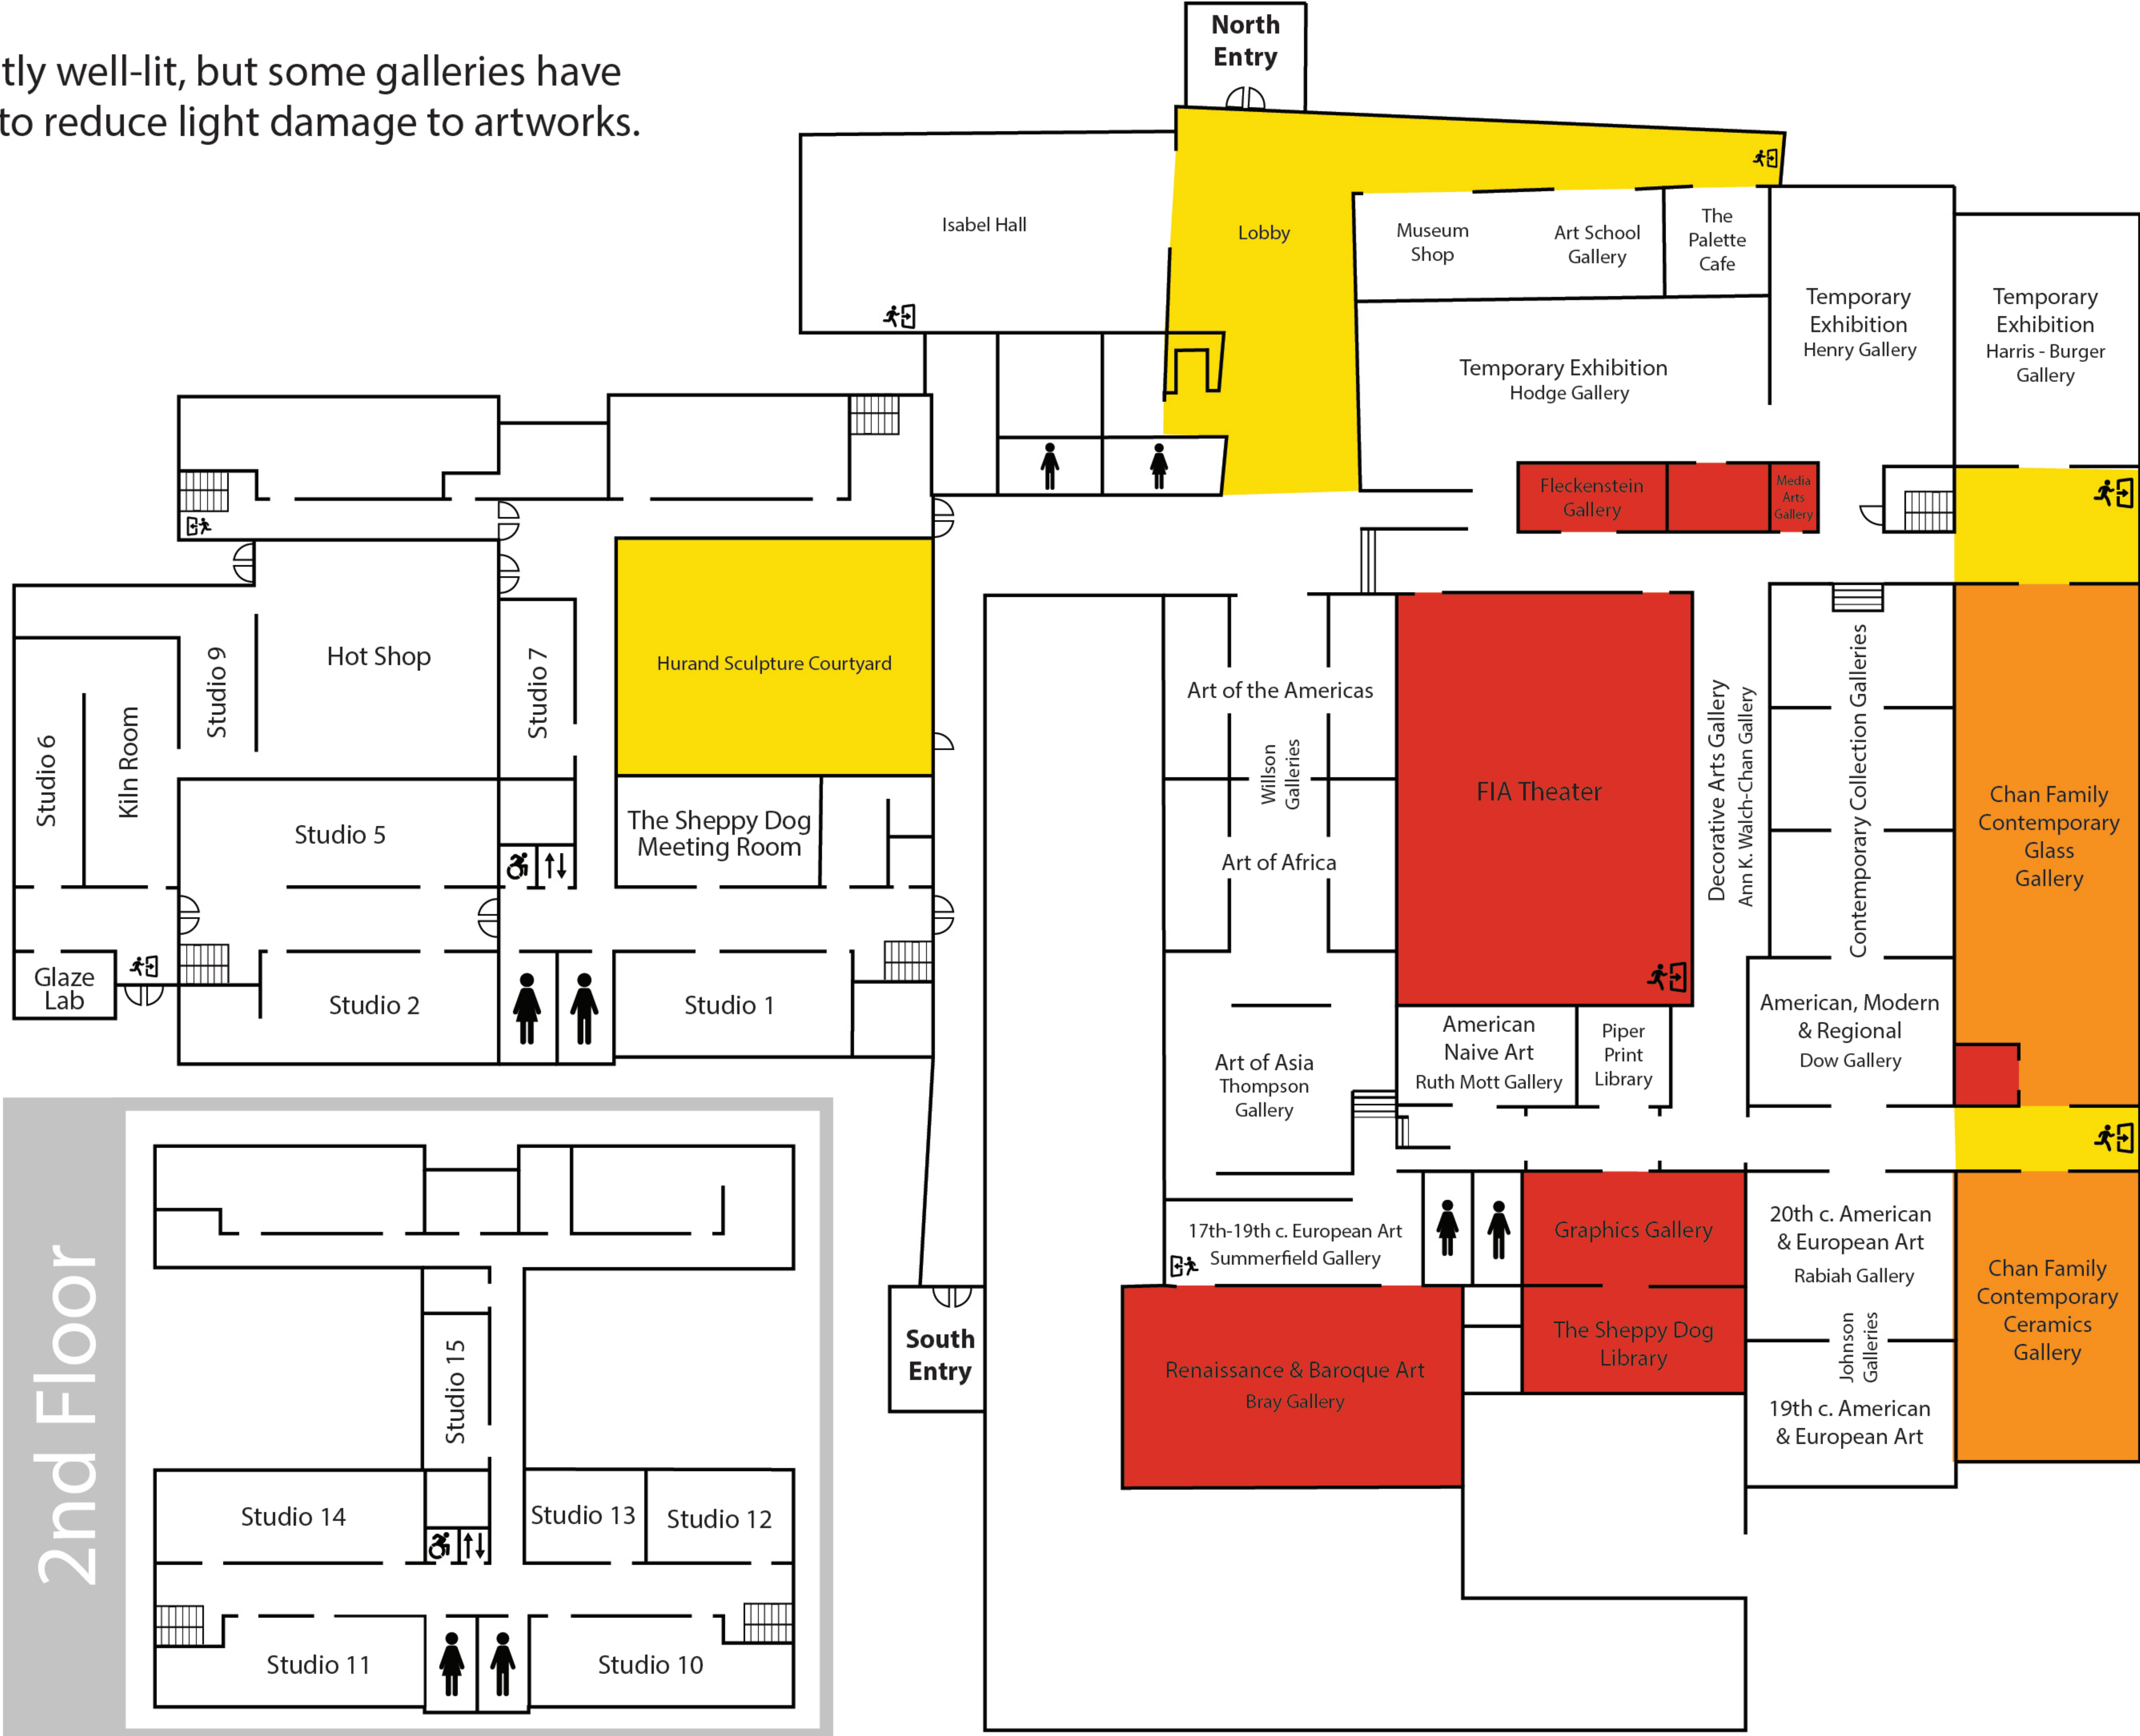 tly well-lit, but some galleries have
to reduce light damage to artworks.
North
Entry
Isabel Hall
Lobby
Museum
Shop
Art School
Gallery
The
Palette
Cafe
Temporary
Exhibition
Henry Gallery
Temporary
Exhibition
Harris - Burger
Gallery
Temporary Exhibition
Hodge Gallery
Fleckenstein
Gallery
Media
Arts
Gallery
Hot Shop
Studio 9
Studio 7
Hurand Sculpture Courtyard
Studio 6
Kiln Room
Studio 5
The Sheppy Dog
Meeting Room
Glaze
Lab
Studio 2
Studio 1
Art of the Americas
Willson
Galleries
Art of Africa
FIA Theater
Decorative Arts Gallery
Ann K. Walch-Chan Gallery
Contemporary Collection Galleries
Chan Family
Contemporary
Glass
Gallery
Art of Asia
Thompson
Gallery
American
Naive Art
Ruth Mott Gallery
Piper
Print
Library
American, Modern
& Regional
Dow Gallery
17th-19th c. European Art
Summerfield Gallery
Graphics Gallery
20th c. American
& European Art
Rabiah Gallery
South
Entry
Renaissance & Baroque Art
Bray Gallery
The Sheppy Dog
Library
Johnson
Galleries
19th c. American
& European Art
Chan Family
Contemporary
Ceramics
Gallery
2nd Floor
Studio 15
Studio 14
Studio 13
Studio 12
Studio 11
Studio 10